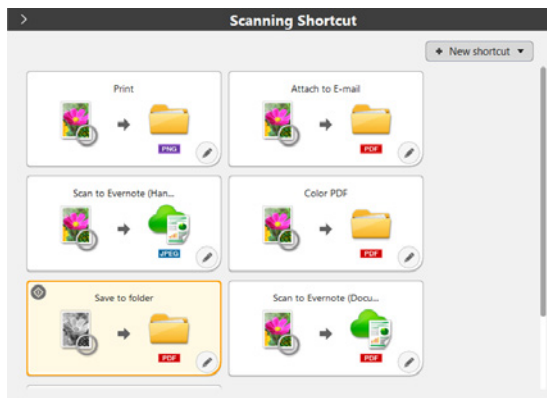 Scanning Shortcut
New shortcut
Print
PNG
Attach to E-mail
PDF
Scan to Evernote (Han...
JPEG
Color PDF
PDF
Save to folder
PDF
Scan to Evernote (Docu...
PDF